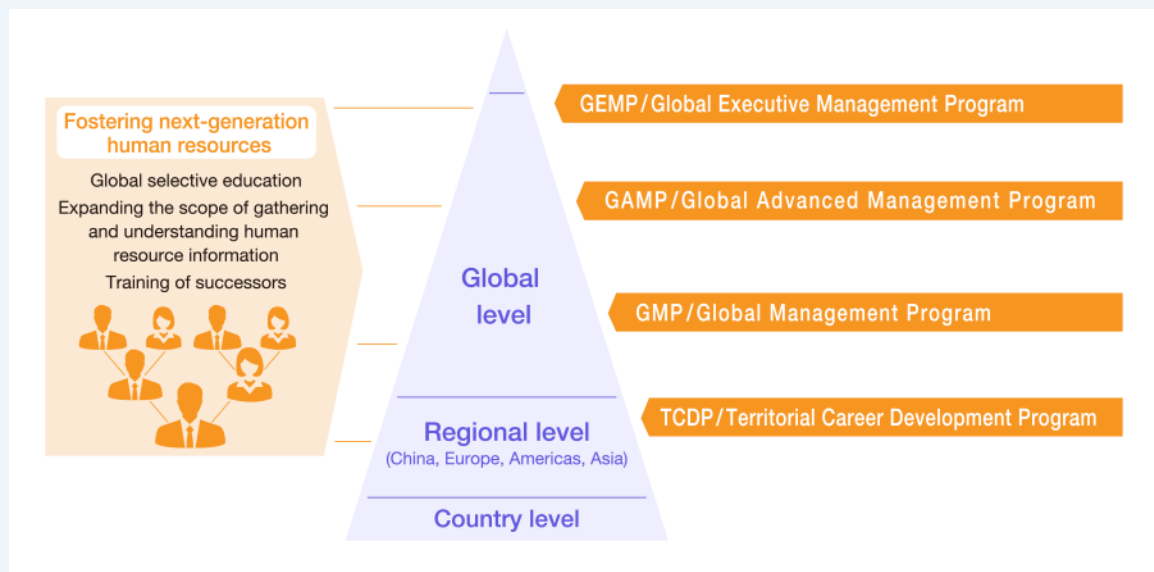 Fostering next-generation
human resources
Global selective education
Expanding the scope of gathering
and understanding human
resource information
Training of successors
Global
level
Regional level
(China, Europe, Americas, Asia)
Country level
GEMP/Global Executive Management Program
GAMP/Global Advanced Management Program
GMP/Global Management Program
TCDP/Territorial Career Development Program